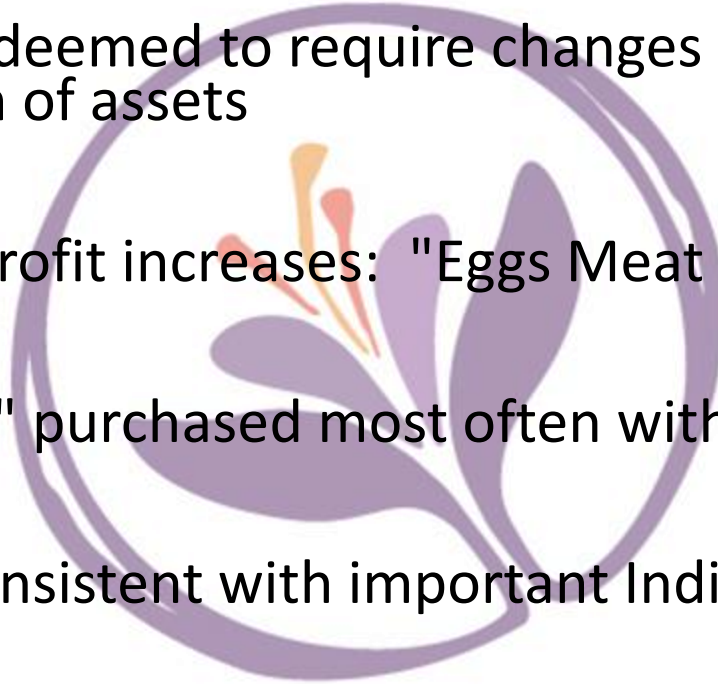 deemed to require changes
of assets
rofit increases:  "Eggs Meat
" purchased most often with
nsistent with important Indi